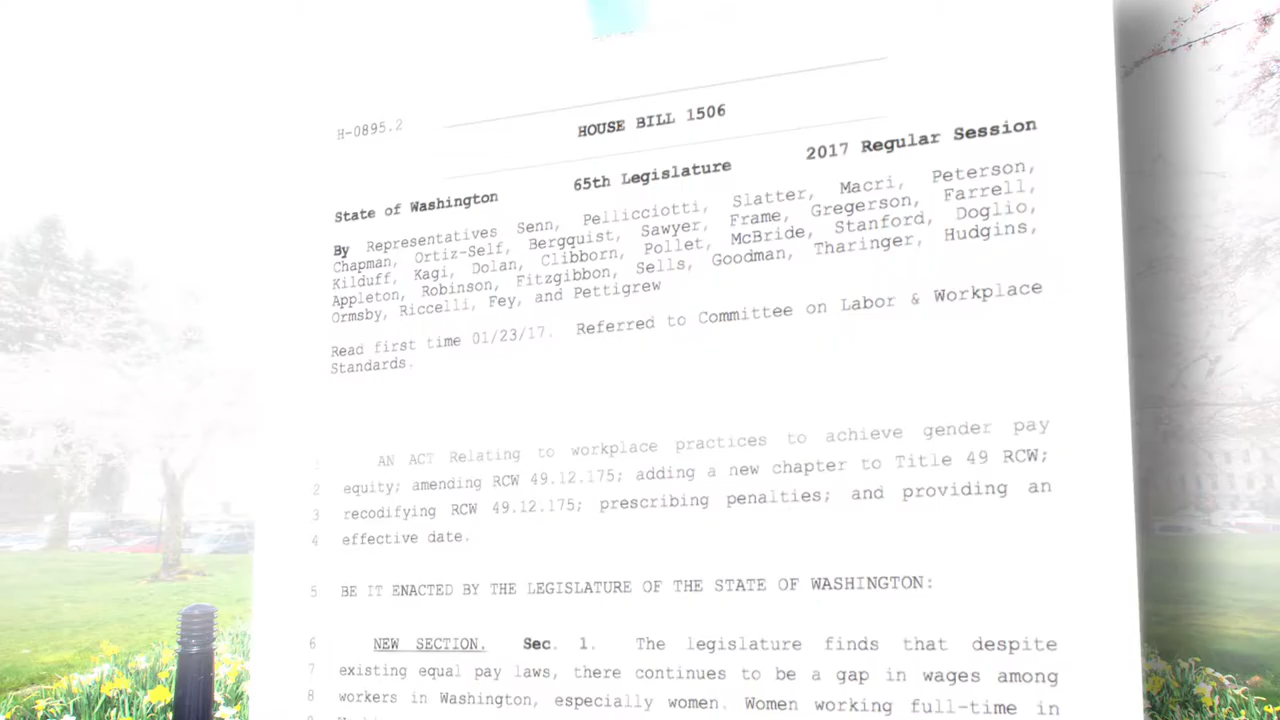 H-0895.2
HOUSE BILL 1506
State of Washington 65th Legislature 2017 Regular Session
By Representatives Senn, Pellicciotti, Slatter, Macri, Peterson,
Chapman, Ortiz-Self, Bergquist, Sawyer, Frame, Gregerson, Farrell,
Kilduff, Kagi, Dolan, Clibborn, Pollet, McBride, Stanford, Doglio,
Appleton, Robinson, Fitzgibbon, Sells, Goodman, Tharinger, Hudgins,
Ormsby, Riccelli, Fey, and Pettigrew
Read first time 01/23/17. Referred to Committee on Labor & Workplace
Standards.
1 AN ACT Relating to workplace practices to achieve gender pay
2 equity; amending RCW 49.12.175; adding a new chapter to Title 49 RCW;
3 recodifying RCW 49.12.175; prescribing penalties; and providing an
4 effective date.
5 BE IT ENACTED BY THE LEGISLATURE OF THE STATE OF WASHINGTON:
6 NEW SECTION. Sec. 1. The legislature finds that despite
7 existing equal pay laws, there continues to be a gap in wages among
8 workers in Washington, especially women. Women working full-time in